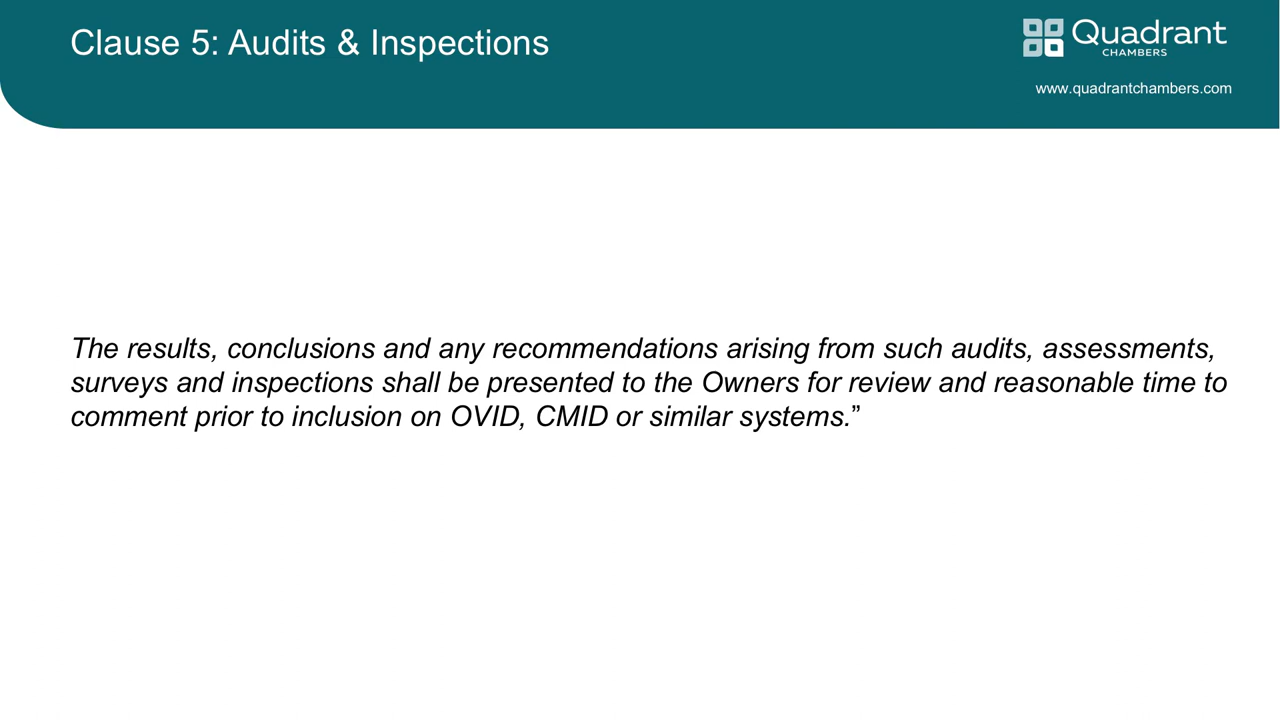 Clause 5: Audits & Inspections
Quadrant
CHAMBERS
www.quadrantchambers.com
The results, conclusions and any recommendations arising from such audits, assessments,
surveys and inspections shall be presented to the Owners for review and reasonable time to
comment prior to inclusion on OVID, CMID or similar systems.”